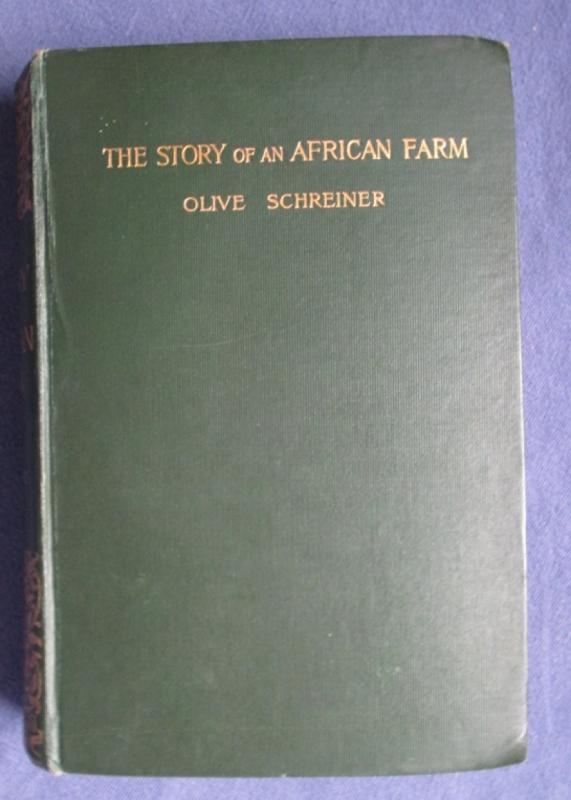 THE STORY OF AN AFRICAN FARM
OLIVE SCHREINER